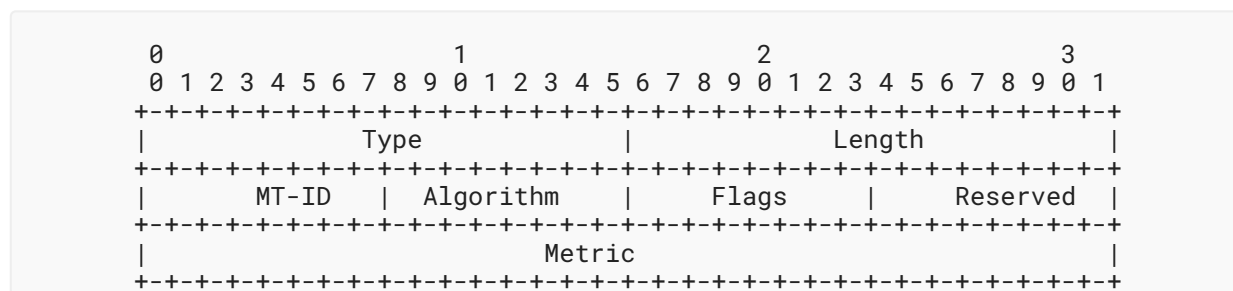 0                   1                   2                   3
 0 1 2 3 4 5 6 7 8 9 0 1 2 3 4 5 6 7 8 9 0 1 2 3 4 5 6 7 8 9 0 1
+-+-+-+-+-+-+-+-+-+-+-+-+-+-+-+-+-+-+-+-+-+-+-+-+-+-+-+-+-+-+-+-+
|              Type             |             Length            |
+-+-+-+-+-+-+-+-+-+-+-+-+-+-+-+-+-+-+-+-+-+-+-+-+-+-+-+-+-+-+-+-+
|       MT-ID   |  Algorithm    |     Flags     |     Reserved  |
+-+-+-+-+-+-+-+-+-+-+-+-+-+-+-+-+-+-+-+-+-+-+-+-+-+-+-+-+-+-+-+-+
|                          Metric                               |
+-+-+-+-+-+-+-+-+-+-+-+-+-+-+-+-+-+-+-+-+-+-+-+-+-+-+-+-+-+-+-+-+